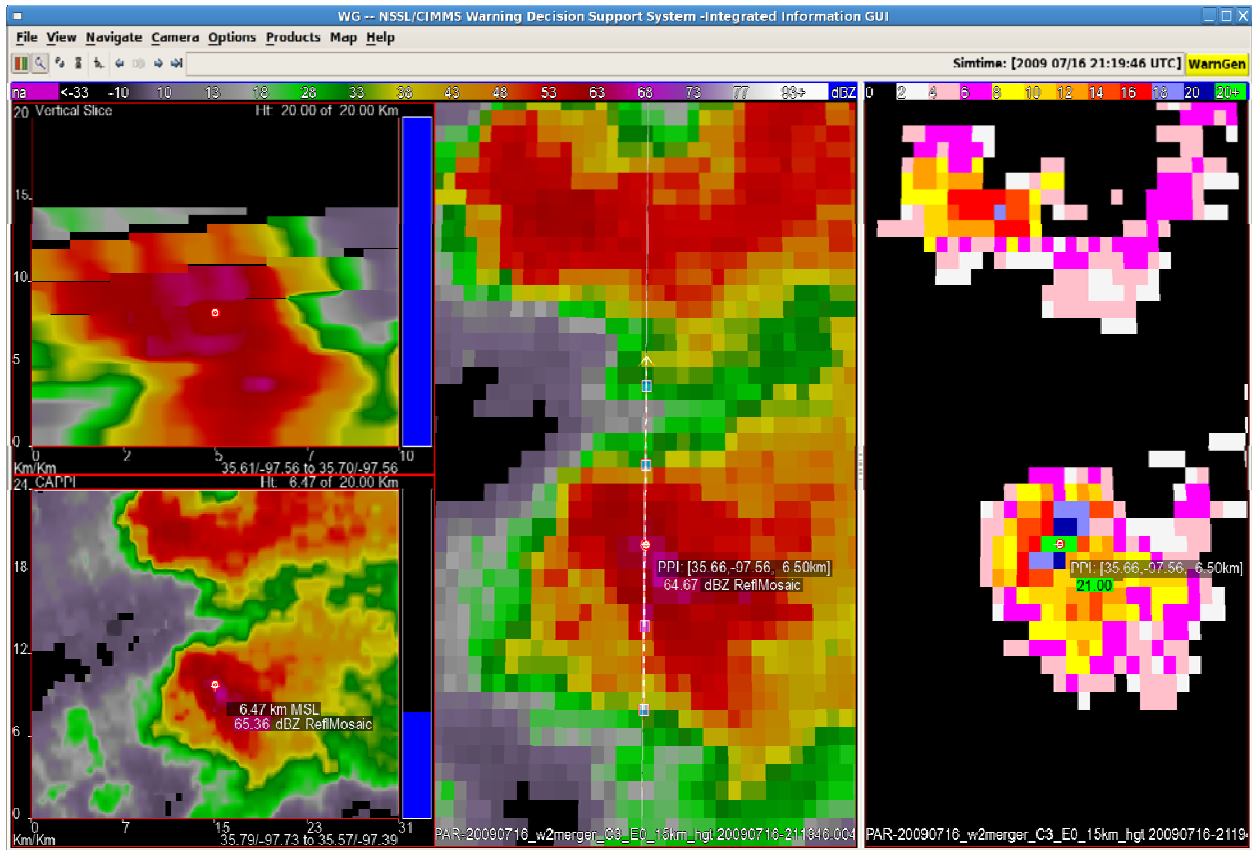 WG -- NSSL/CIMMS Warning Decision Support System -Integrated Information GUI
File View Navigate Camera Options Products Map Help
Simtime: [2009 07/16 21:19:46 UTC] WarnGen
na <-33 -10 10 13 18 23 28 33 38 43 48 53 63 68 73 77 93+ dBZ
0 2 4 6 8 10 12 14 16 18 20 20+
20 Vertical Slice Ht: 20.00 of 20.00 Km
15
10
5
0
0 2 5 7 10
Km/Km 35.61/-97.56 to 35.70/-97.56
24 CAPPI Ht: 6.47 of 20.00 Km
18
12
6
0
6.47 km MSL
65.36 dBZ ReflMosaic
0 7 15 23 31
Km/Km 35.79/-97.73 to 35.57/-97.39
PPI: [35.66,-97.56, 6.50km]
64.67 dBZ ReflMosaic
PAR-20090716_w2merger_C3_E0_15km_hgt 20090716-211946.004
PPI: [35.66,-97.56, 6.50km]
21.00
PAR-20090716_w2merger_C3_E0_15km_hgt 20090716-2119